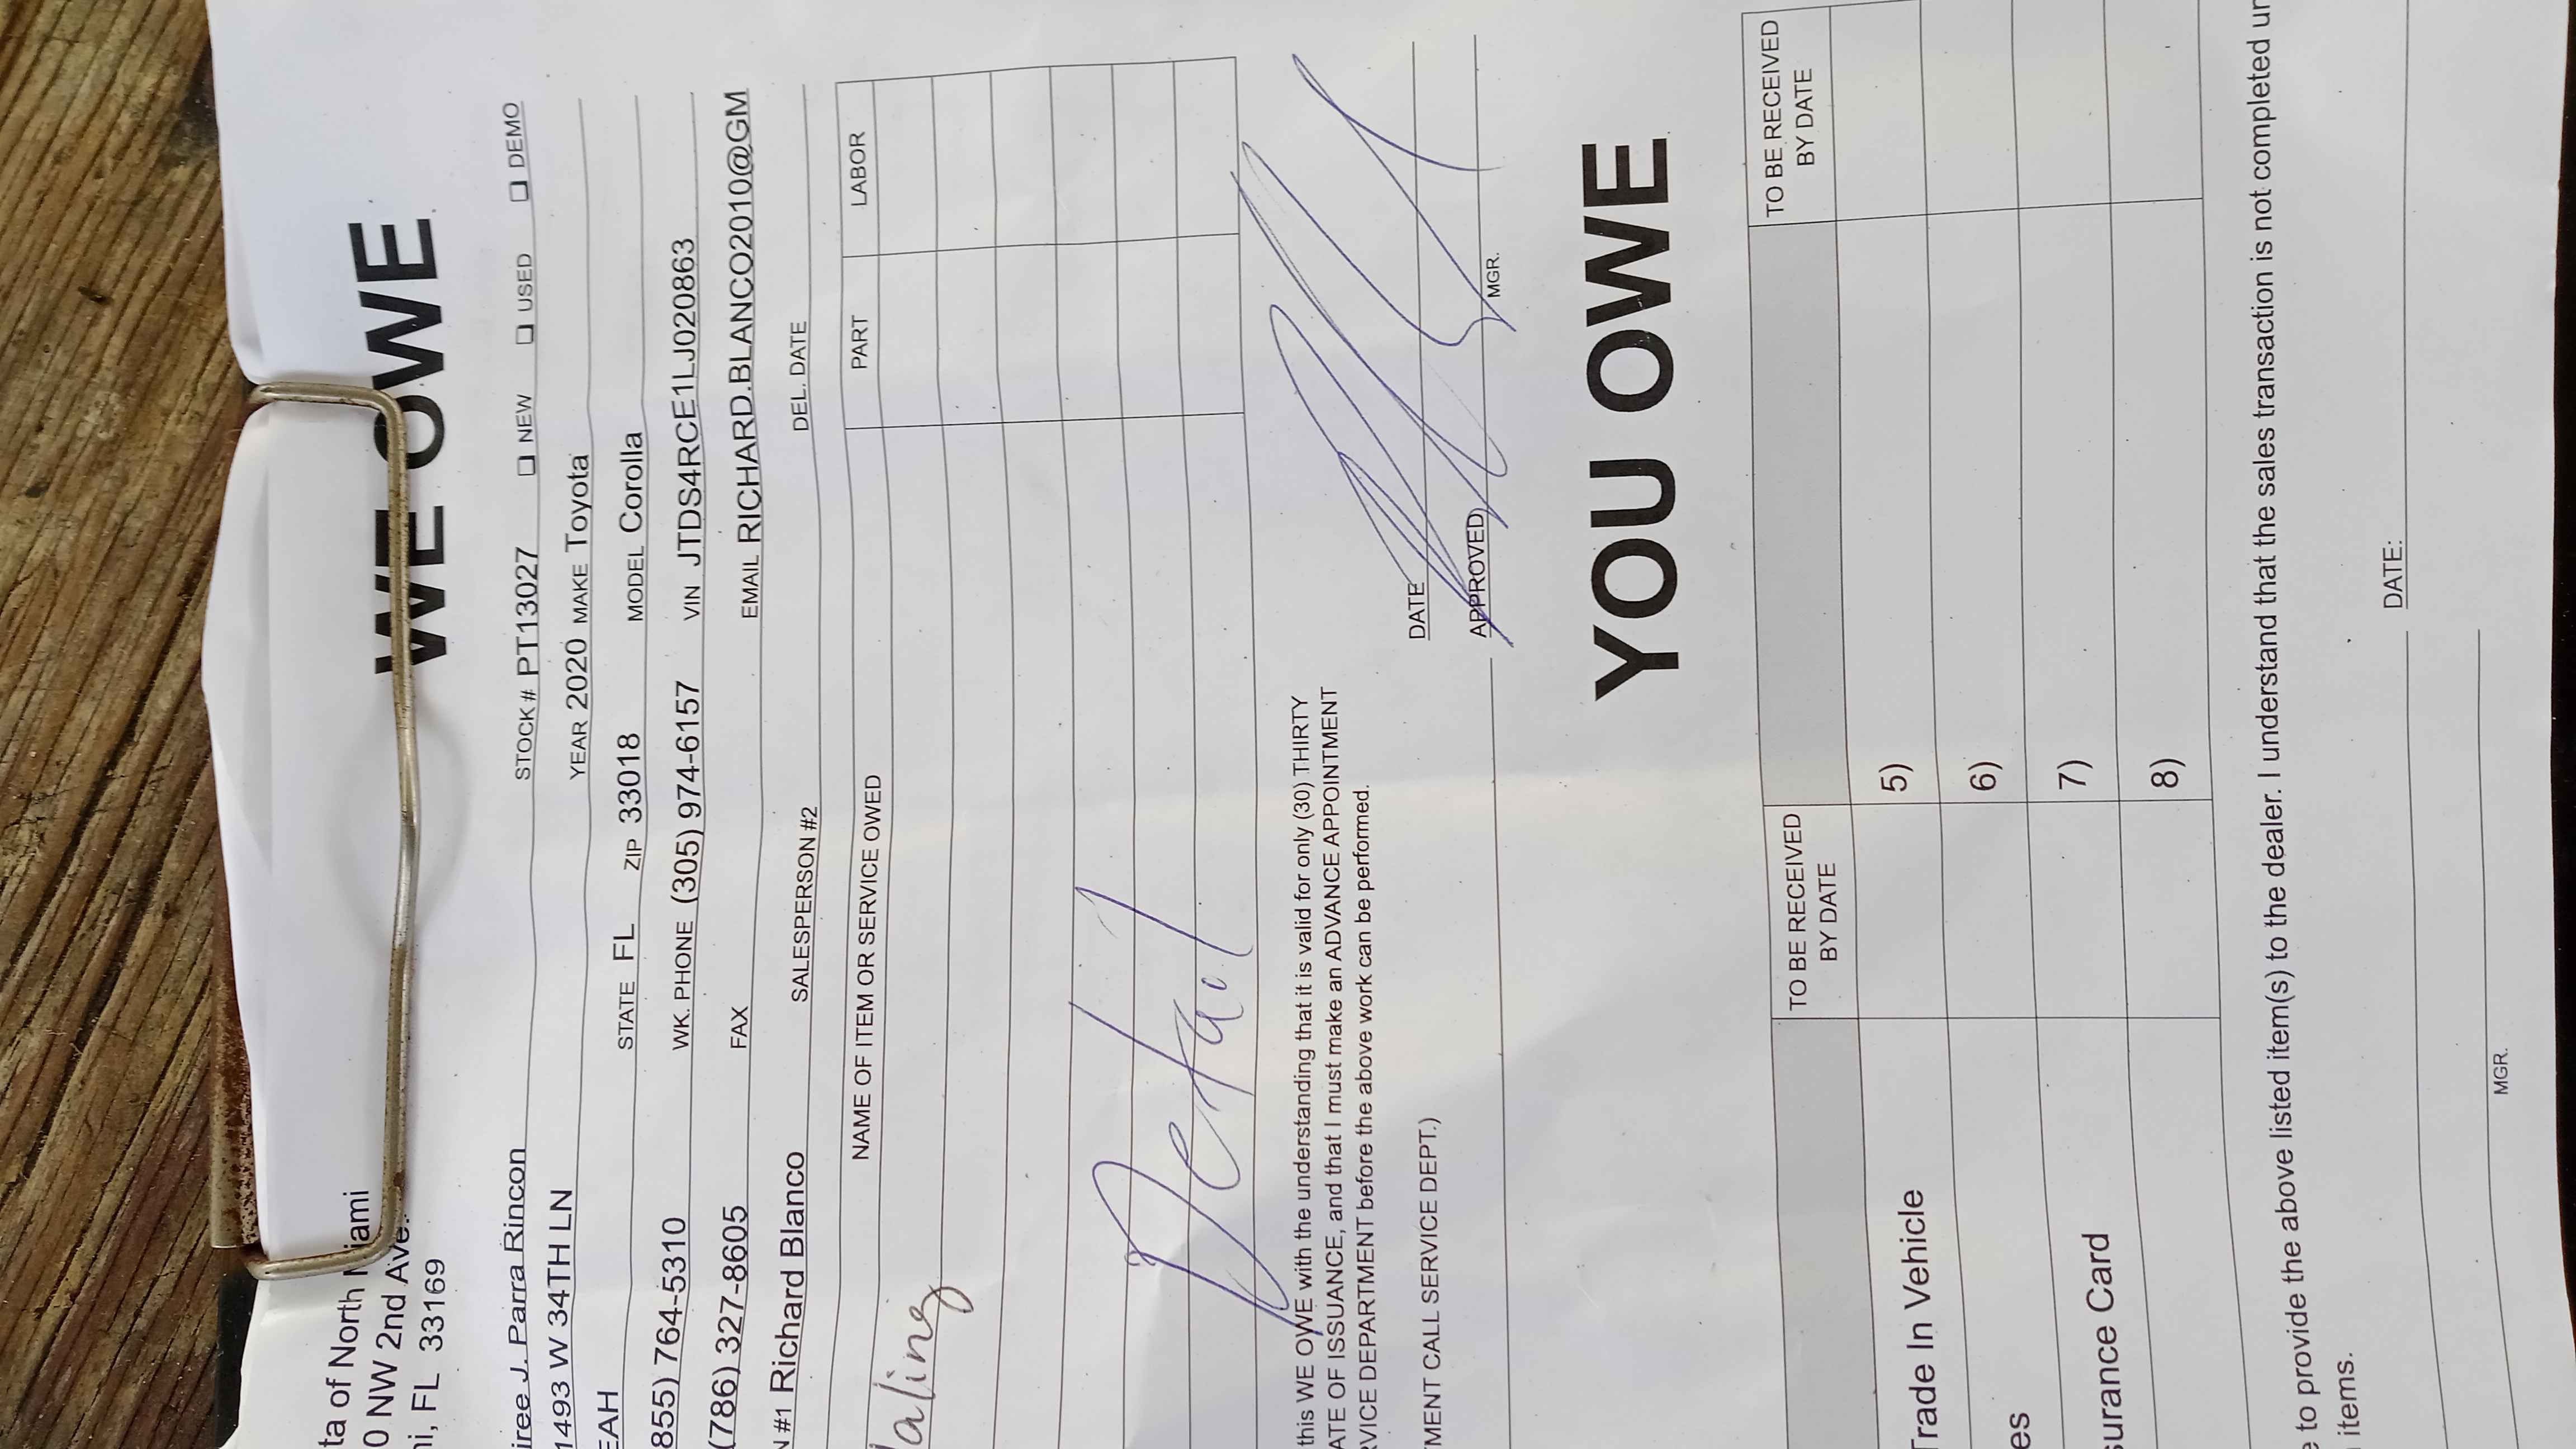 WE OWE
ta of North Miami
0 NW 2nd Ave.
ni, FL 33169
iree J. Parra Rincon STOCK # PT13027 ❑ NEW ❑ USED ❑ DEMO
1493 W 34TH LN YEAR 2020 MAKE Toyota
EAH STATE FL ZIP 33018 MODEL Corolla
855) 764-5310 WK. PHONE (305) 974-6157 VIN JTDS4RCE1LJ020863
(786) 327-8605 FAX EMAIL RICHARD.BLANCO2010@GM
N #1 Richard Blanco SALESPERSON #2 DEL. DATE
NAME OF ITEM OR SERVICE OWED PART LABOR
aling
Detail
this WE OWE with the understanding that it is valid for only (30) THIRTY
ATE OF ISSUANCE, and that I must make an ADVANCE APPOINTMENT
RVICE DEPARTMENT before the above work can be performed.
DATE
TMENT CALL SERVICE DEPT.)
APPROVED
MGR.
YOU OWE
TO BE RECEIVED BY DATE TO BE RECEIVED BY DATE
Trade In Vehicle 5)
6)
es
surance Card 7)
8)
e to provide the above listed item(s) to the dealer. I understand that the sales transaction is not completed un
items.
DATE:
MGR.